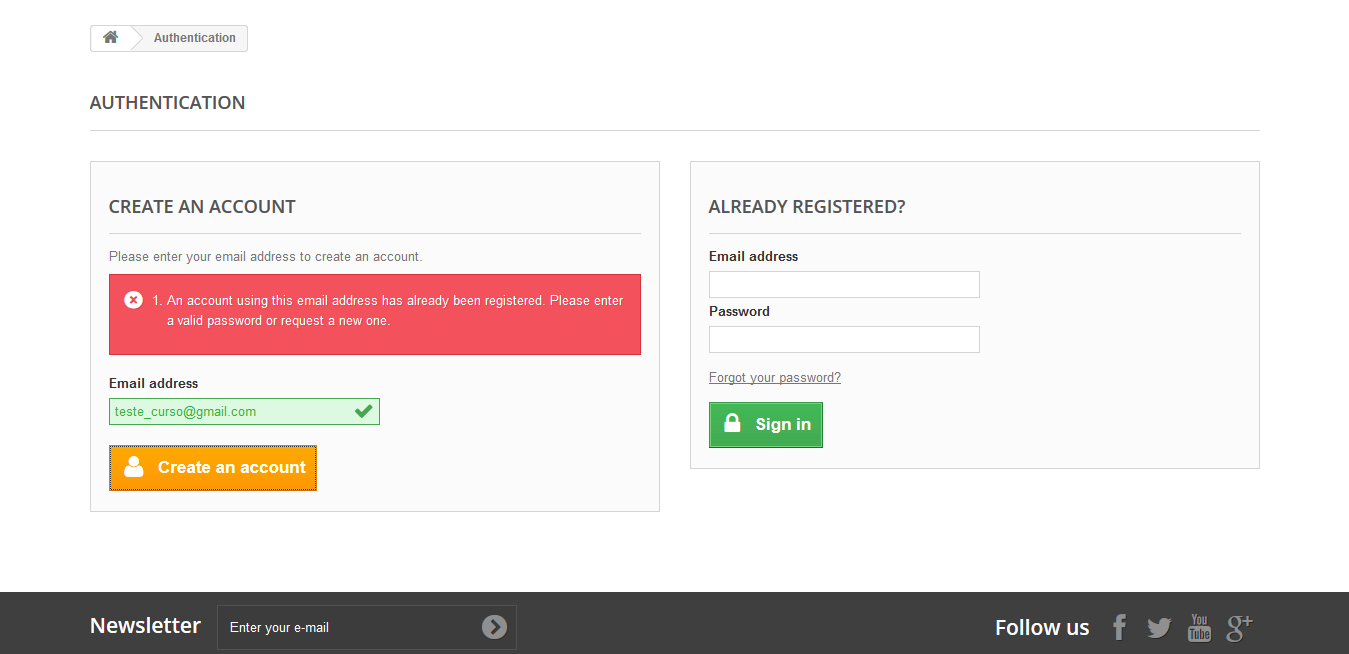 Authentication
AUTHENTICATION
CREATE AN ACCOUNT
Please enter your email address to create an account.
1. An account using this email address has already been registered. Please enter
a valid password or request a new one.
Email address
teste_curso@gmail.com
Create an account
ALREADY REGISTERED?
Email address
Password
Forgot your password?
Sign in
Newsletter
Enter your e-mail
Follow us
You
Tube
g+